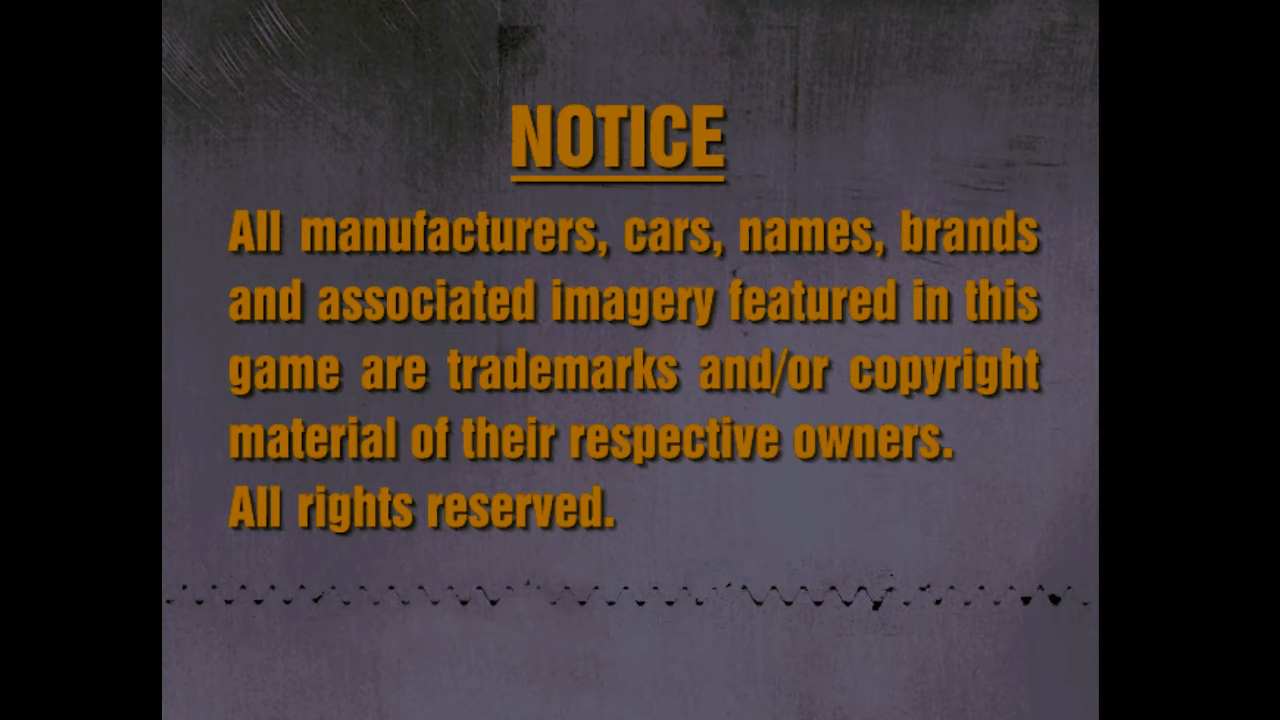 NOTICE
All manufacturers, cars, names, brands
and associated imagery featured in this
game are trademarks and/or copyright
material of their respective owners.
All rights reserved.